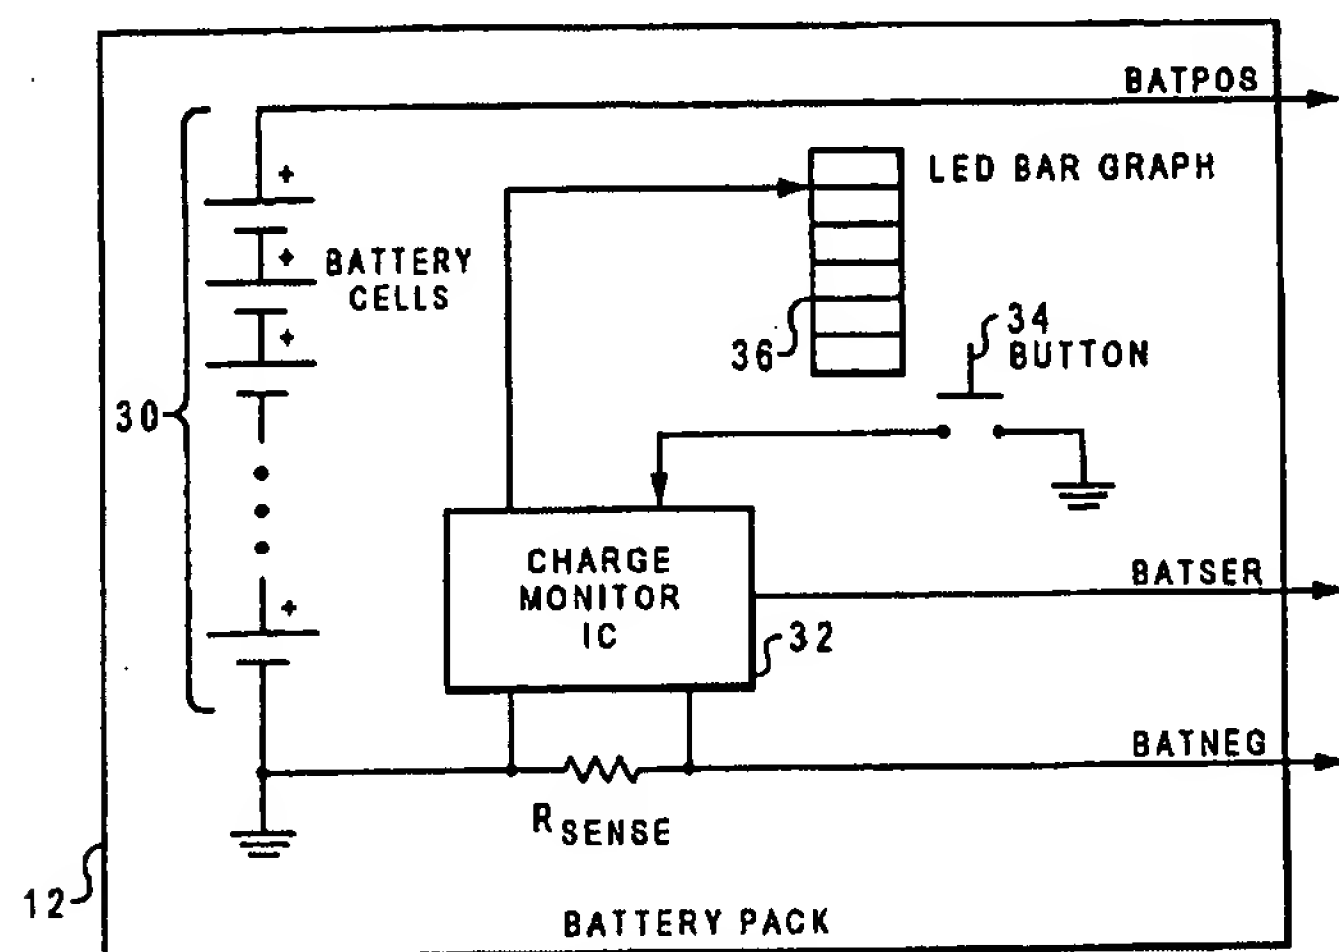 BATPOS
LED BAR GRAPH
+
+
BATTERY
CELLS
+
36
34
BUTTON
30
CHARGE
MONITOR
IC
BATSER
+
32
BATNEG
RSENSE
12
BATTERY PACK